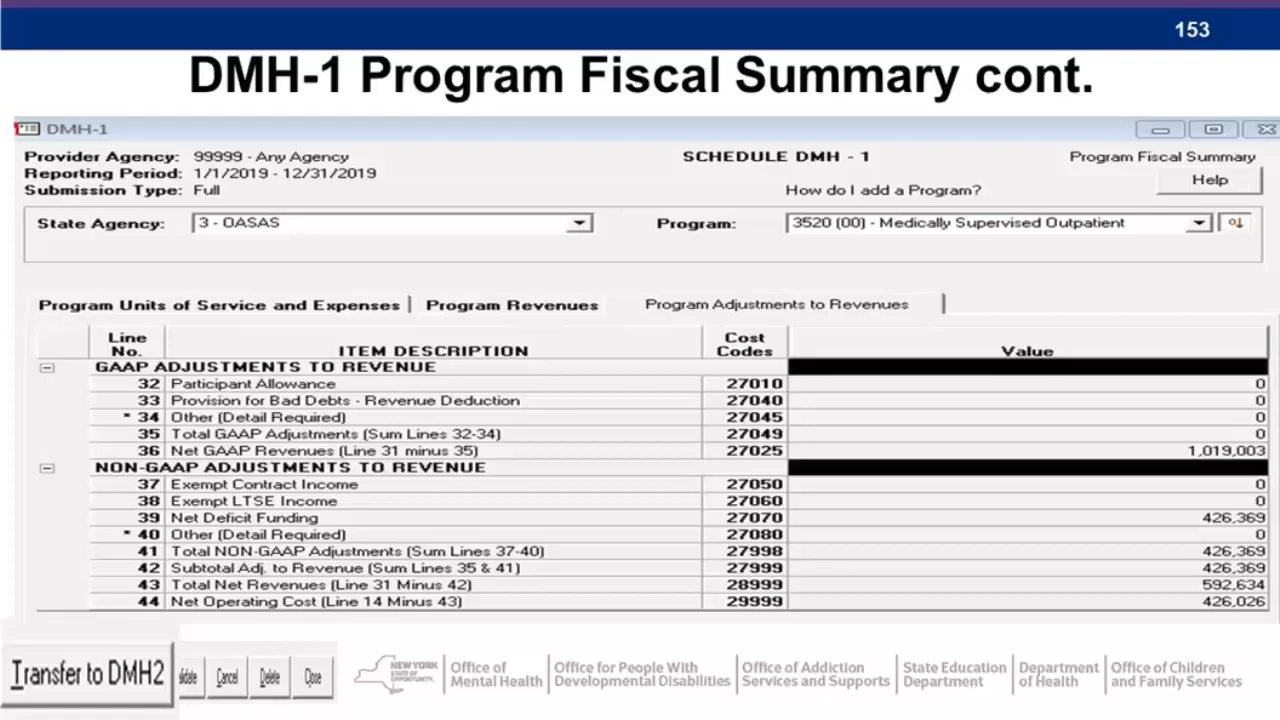 153
DMH-1 Program Fiscal Summary cont.
DMH-1
Provider Agency: 99999 - Any Agency SCHEDULE DMH - 1 Program Fiscal Summary
Reporting Period: 1/1/2019 - 12/31/2019
Submission Type: Full How do I add a Program? Help
State Agency: 3 - OASAS Program: 3520 (00) - Medically Supervised Outpatient
Program Units of Service and Expenses Program Revenues Program Adjustments to Revenues
Line No. ITEM DESCRIPTION Cost Codes Value
GAAP ADJUSTMENTS TO REVENUE
32 Participant Allowance 27010 0
33 Provision for Bad Debts - Revenue Deduction 27040 0
* 34 Other (Detail Required) 27045 0
35 Total GAAP Adjustments (Sum Lines 32-34) 27049 0
36 Net GAAP Revenues (Line 31 minus 35) 27025 1,019,003
NON-GAAP ADJUSTMENTS TO REVENUE
37 Exempt Contract Income 27050 0
38 Exempt LTSE Income 27060 0
39 Net Deficit Funding 27070 426,369
* 40 Other (Detail Required) 27080 0
41 Total NON-GAAP Adjustments (Sum Lines 37-40) 27998 426,369
42 Subtotal Adj. to Revenue (Sum Lines 35 & 41) 27999 426,369
43 Total Net Revenues (Line 31 Minus 42) 28999 592,634
44 Net Operating Cost (Line 14 Minus 43) 29999 426,026
Transfer to DMH2 Cancel Delete Close
NEW YORK STATE OF OPPORTUNITY.
Office of Mental Health
Office for People With Developmental Disabilities
Office of Addiction Services and Supports
State Education Department
Department of Health
Office of Children and Family Services